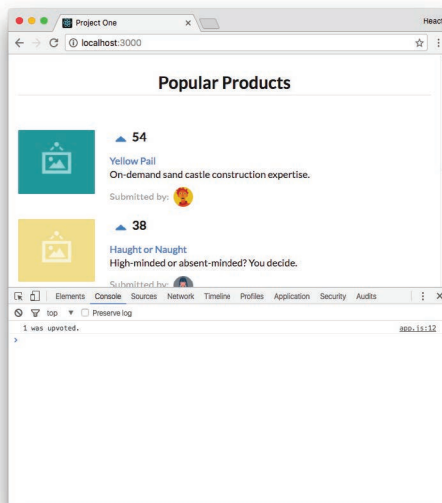 Project One
Heact
localhost:3000
Popular Products
54
Yellow Pail
On-demand sand castle construction expertise.
Submitted by:
38
Haught or Naught
High-minded or absent-minded? You decide.
Submitted by:
Elements Console Sources Network Timeline Profiles Application Security Audits
top Preserve log
1 was upvoted. app.js:12